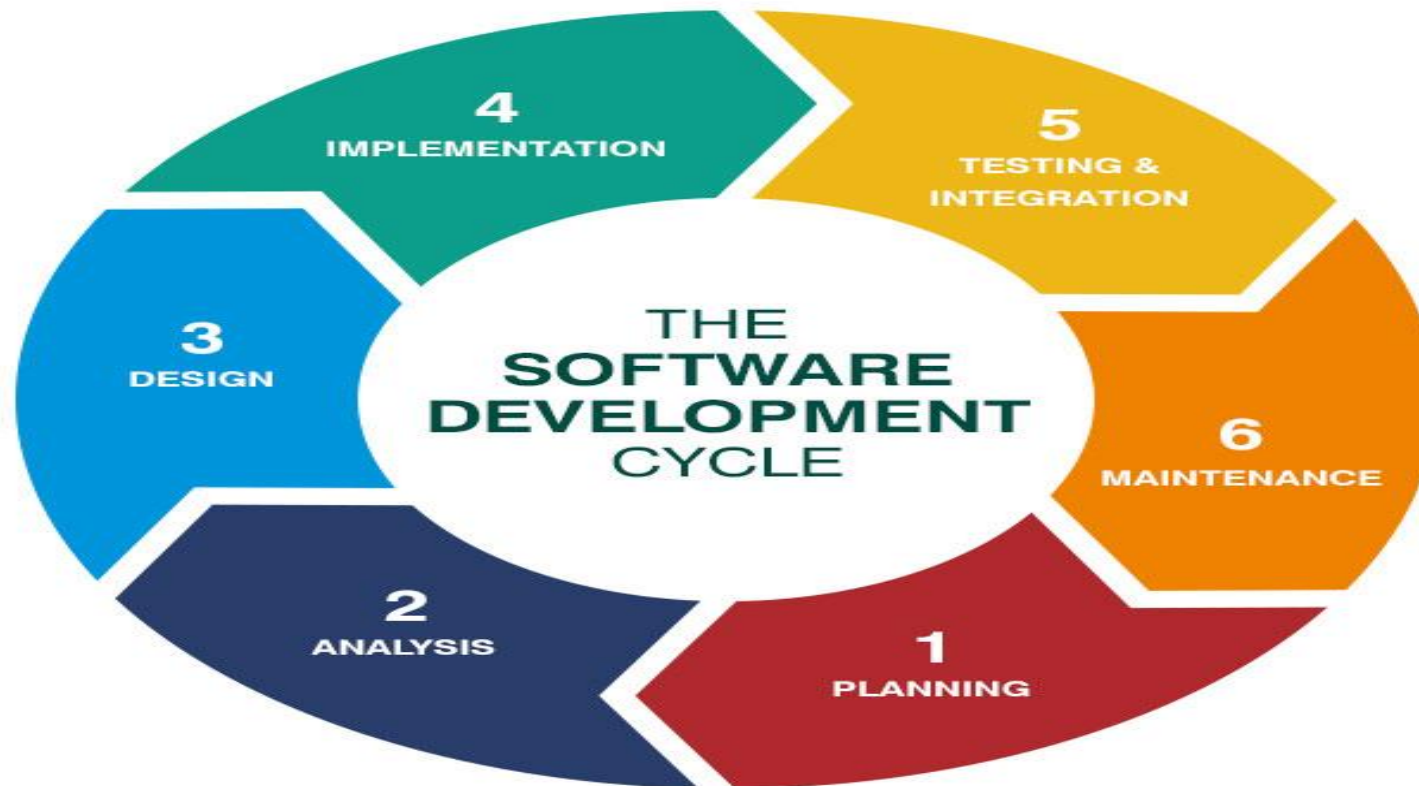 THE
SOFTWARE
DEVELOPMENT
CYCLE
1
PLANNING
2
ANALYSIS
3
DESIGN
4
IMPLEMENTATION
5
TESTING &
INTEGRATION
6
MAINTENANCE